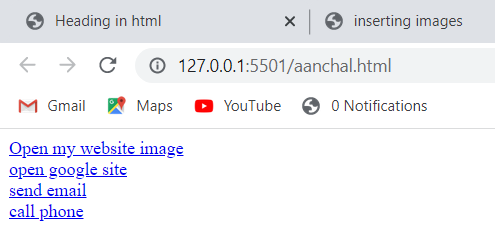 Heading in html
inserting images
127.0.0.1:5501/aanchal.html
Gmail
Maps
YouTube
0 Notifications
Open my website image
open google site
send email
call phone